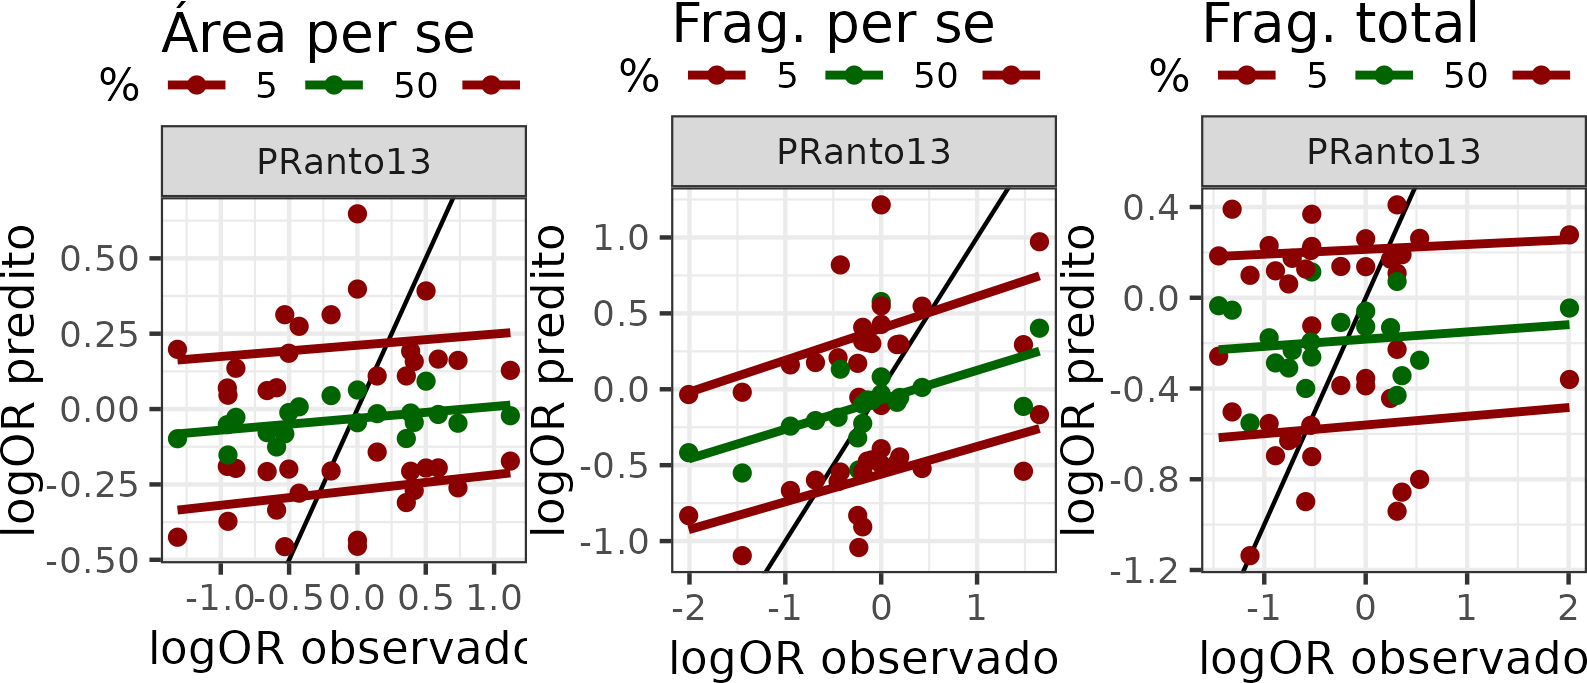 Área per se
% 5 50
PRanto13
logOR predito
0.50
0.25
0.00
-0.25
-0.50
-1.0 -0.5 0.0 0.5 1.0
logOR observado
Frag. per se
% 5 50
PRanto13
logOR predito
1.0
0.5
0.0
-0.5
-1.0
-2 -1 0 1
logOR observado
Frag. total
% 5 50
PRanto13
logOR predito
0.4
0.0
-0.4
-0.8
-1.2
-1 0 1 2
logOR observado